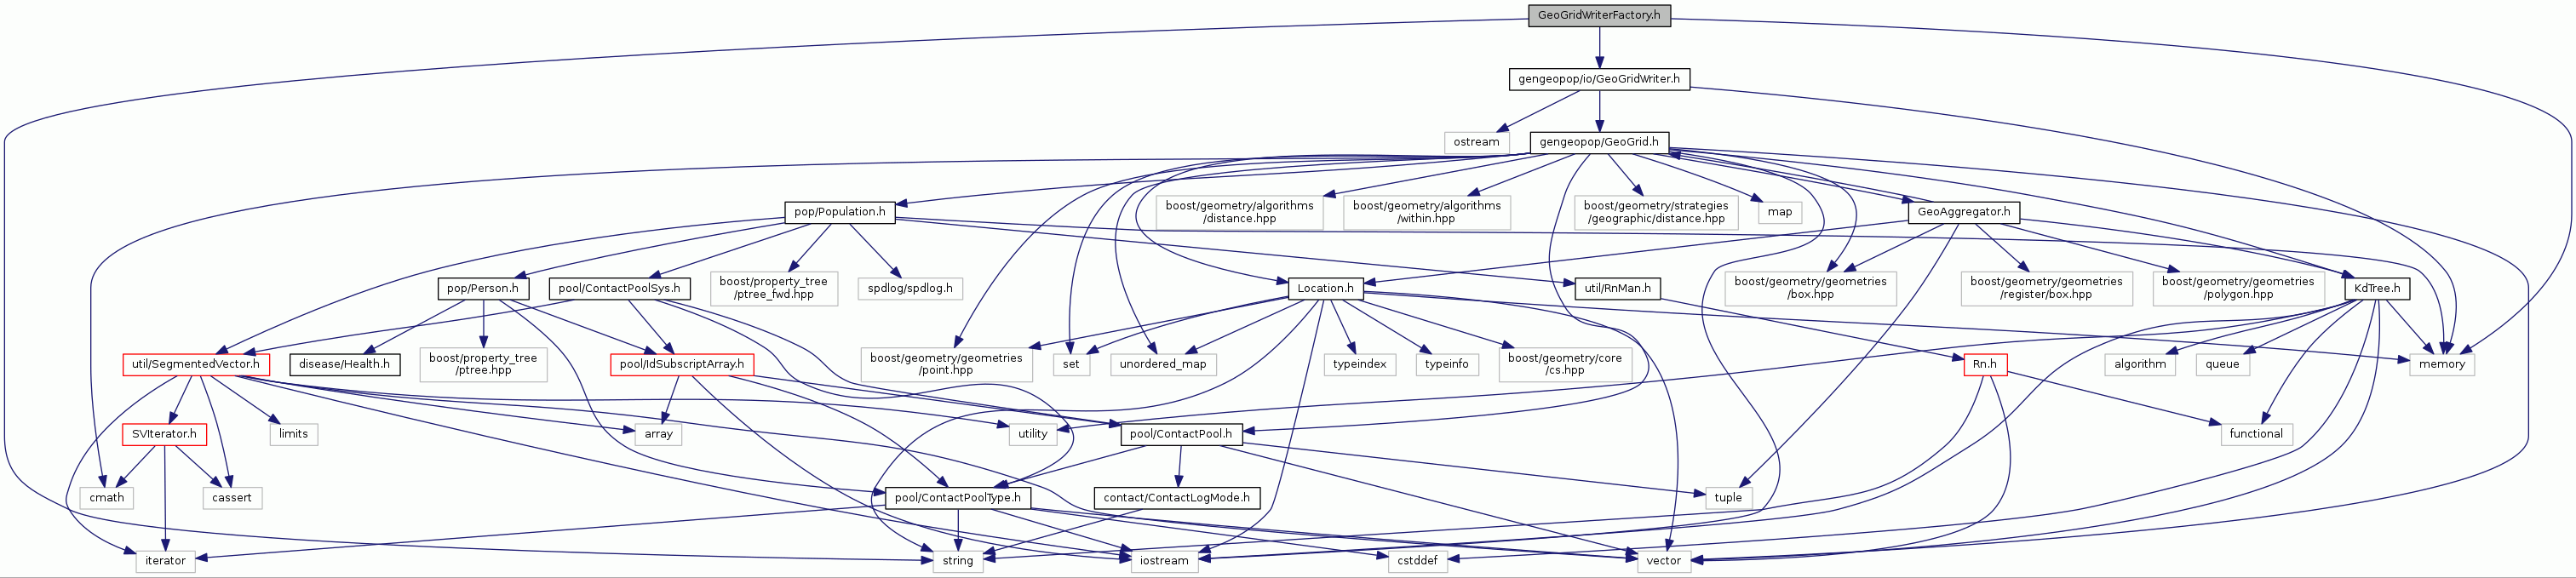 GeoGridWriterFactory.h
gengeopop/io/GeoGridWriter.h
ostream
gengeopop/GeoGrid.h
pop/Population.h
boost/geometry/algorithms
/distance.hpp
boost/geometry/algorithms
/within.hpp
boost/geometry/strategies
/geographic/distance.hpp
map
GeoAggregator.h
pop/Person.h
pool/ContactPoolSys.h
boost/property_tree
/ptree_fwd.hpp
spdlog/spdlog.h
Location.h
util/RnMan.h
boost/geometry/geometries
/box.hpp
boost/geometry/geometries
/register/box.hpp
boost/geometry/geometries
/polygon.hpp
KdTree.h
util/SegmentedVector.h
disease/Health.h
boost/property_tree
/ptree.hpp
pool/IdSubscriptArray.h
boost/geometry/geometries
/point.hpp
set
unordered_map
typeindex
typeinfo
boost/geometry/core
/cs.hpp
Rn.h
algorithm
queue
memory
SVIterator.h
limits
array
utility
pool/ContactPool.h
functional
cmath
cassert
pool/ContactPoolType.h
contact/ContactLogMode.h
tuple
iterator
string
iostream
cstddef
vector